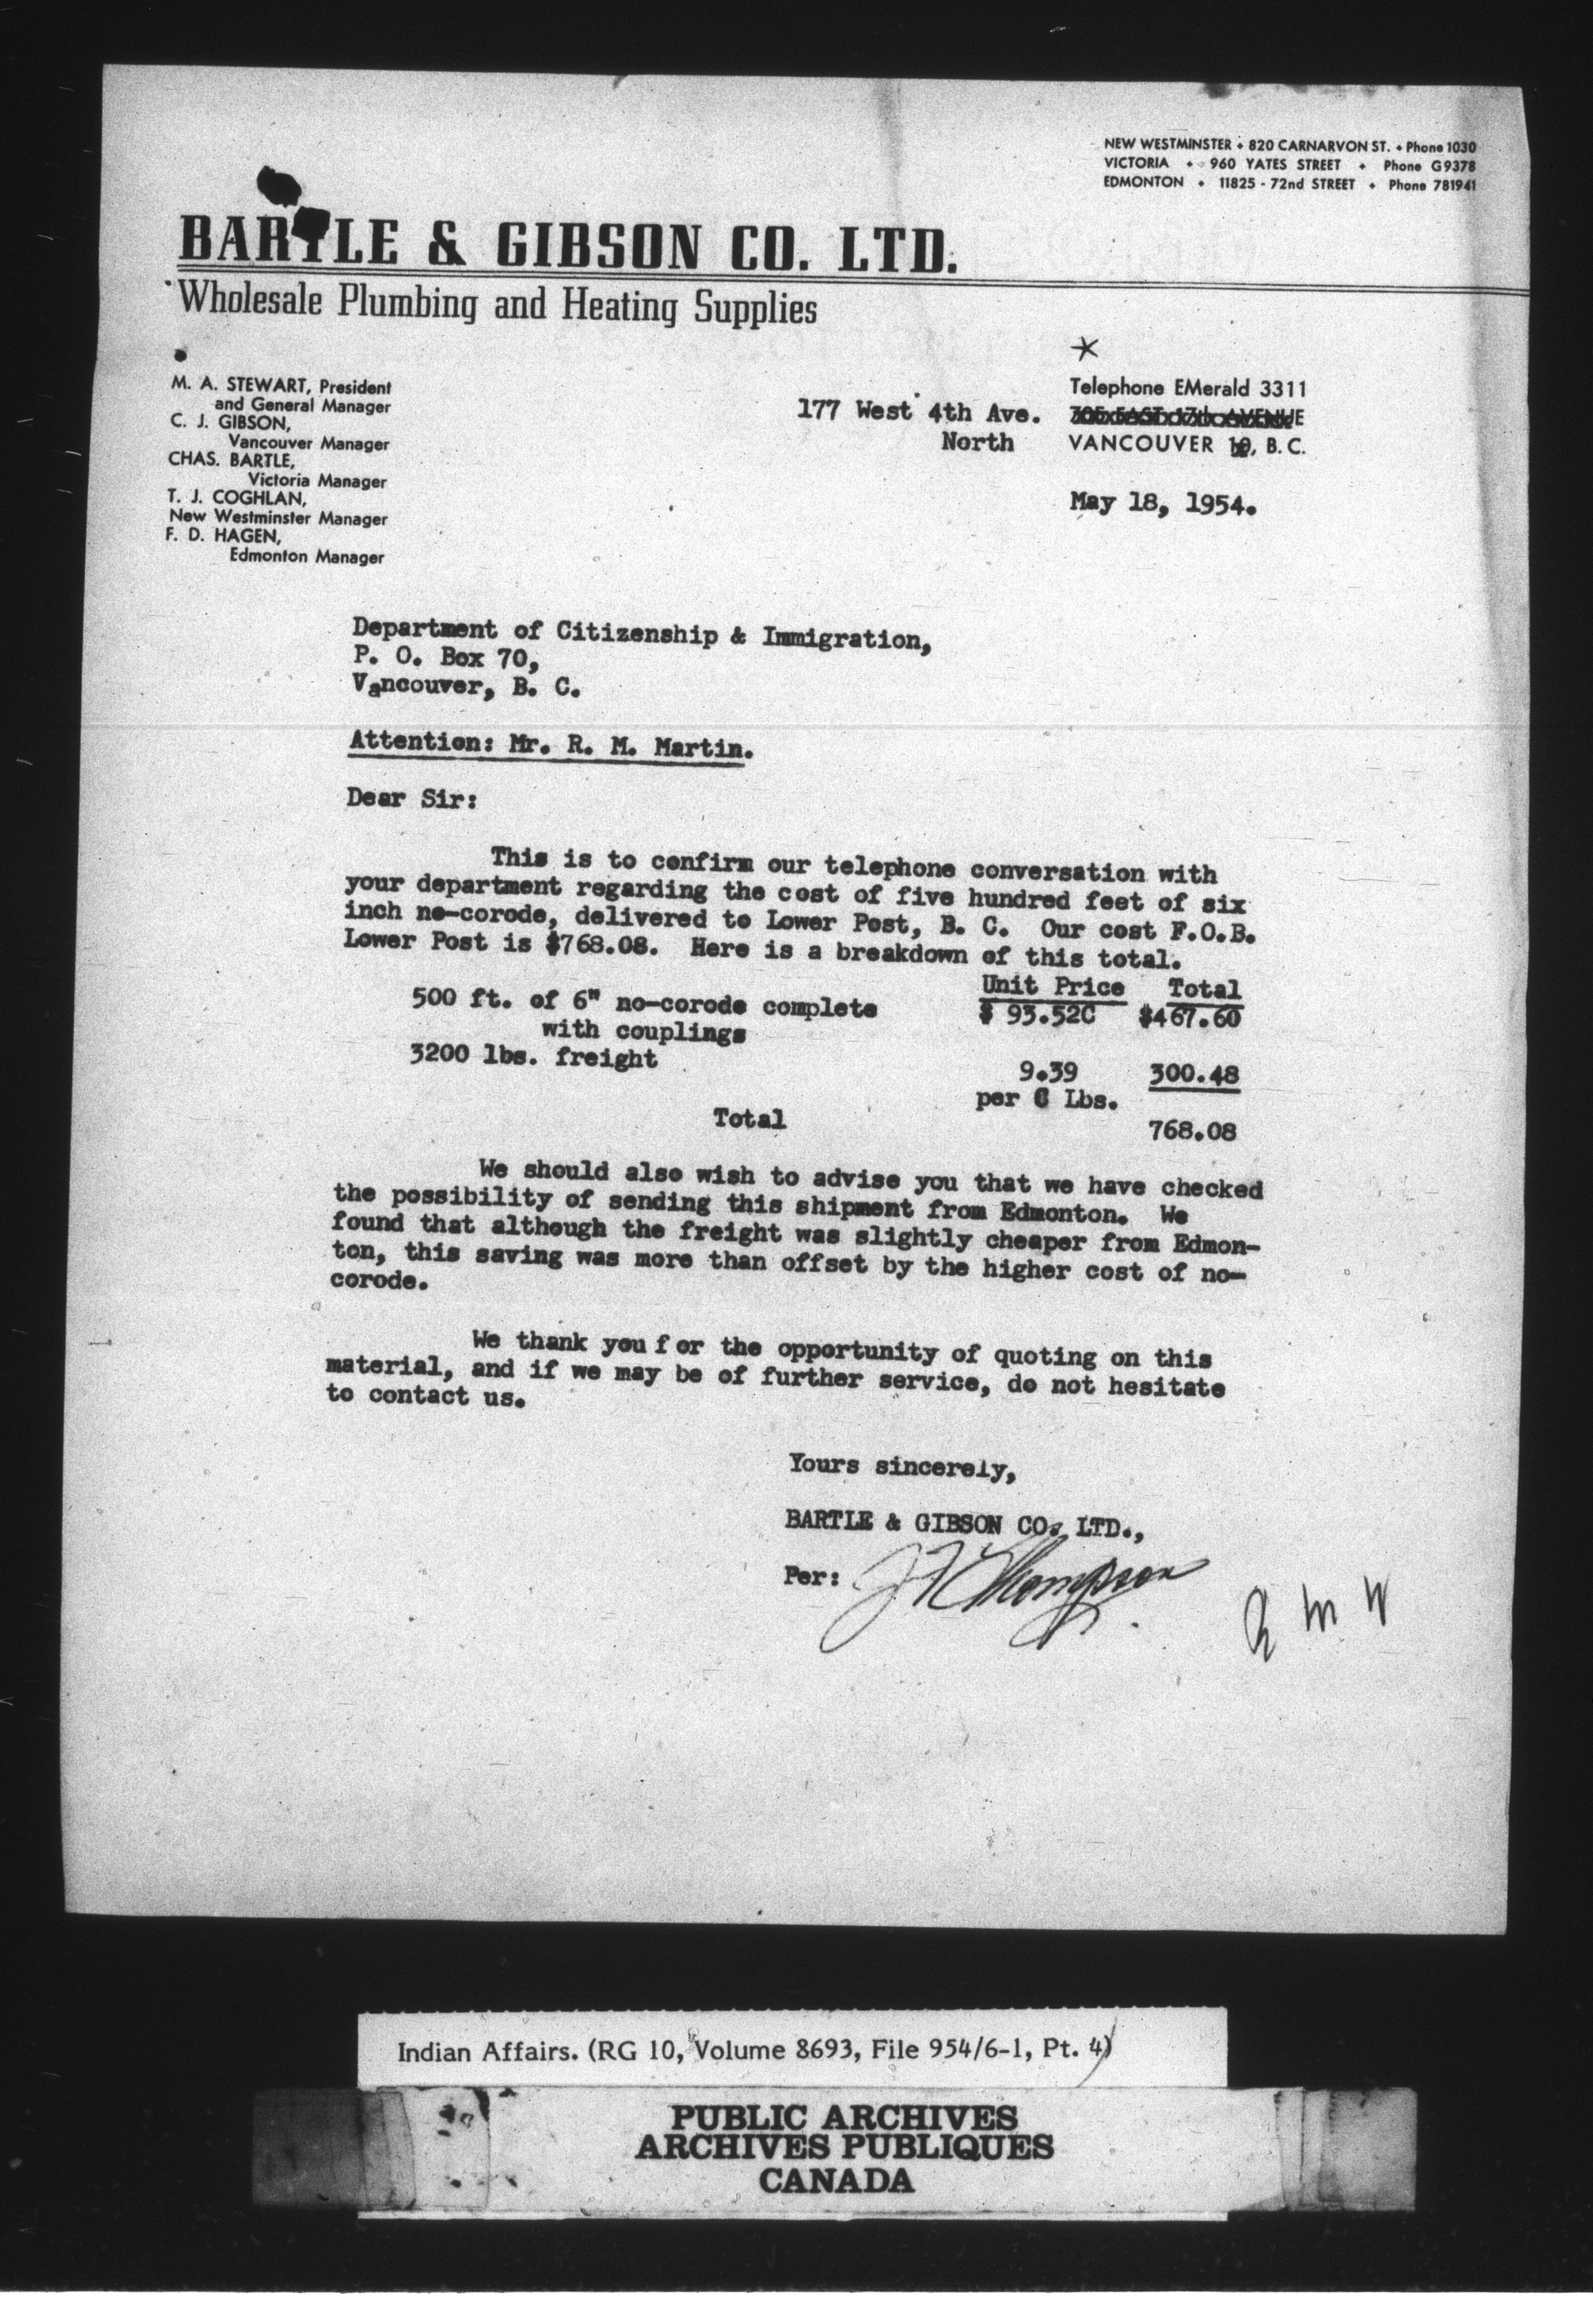 NEW WESTMINSTER • 820 CARNARVON ST. • Phone 1030
VICTORIA • 960 YATES STREET • Phone G9378
EDMONTON • 11825 - 72nd STREET • Phone 781941
BARTLE & GIBSON CO. LTD.
Wholesale Plumbing and Heating Supplies
M. A. STEWART, President
and General Manager
C. J. GIBSON,
Vancouver Manager
CHAS. BARTLE,
Victoria Manager
T. J. COGHLAN,
New Westminster Manager
F. D. HAGEN,
Edmonton Manager
Telephone EMerald 3311
177 West 4th Ave. 305 EAST 17th AVENUE
North VANCOUVER 10, B.C.
May 18, 1954.
Department of Citizenship & Immigration,
P. O. Box 70,
Vancouver, B. C.
Attention: Mr. R. M. Martin.
Dear Sir:
This is to confirm our telephone conversation with
your department regarding the cost of five hundred feet of six
inch no-corode, delivered to Lower Post, B. C. Our cost F.O.B.
Lower Post is $768.08. Here is a breakdown of this total.
Unit Price Total
500 ft. of 6" no-corode complete $ 93.52C $467.60
with couplings
3200 lbs. freight 9.39 300.48
per C Lbs.
Total 768.08
We should also wish to advise you that we have checked
the possibility of sending this shipment from Edmonton. We
found that although the freight was slightly cheaper from Edmon-
ton, this saving was more than offset by the higher cost of no-
corode.
We thank you f or the opportunity of quoting on this
material, and if we may be of further service, do not hesitate
to contact us.
Yours sincerely,
BARTLE & GIBSON CO. LTD.,
Per: J Thompson
Indian Affairs. (RG 10, Volume 8693, File 954/6-1, Pt. 4)
PUBLIC ARCHIVES
ARCHIVES PUBLIQUES
CANADA